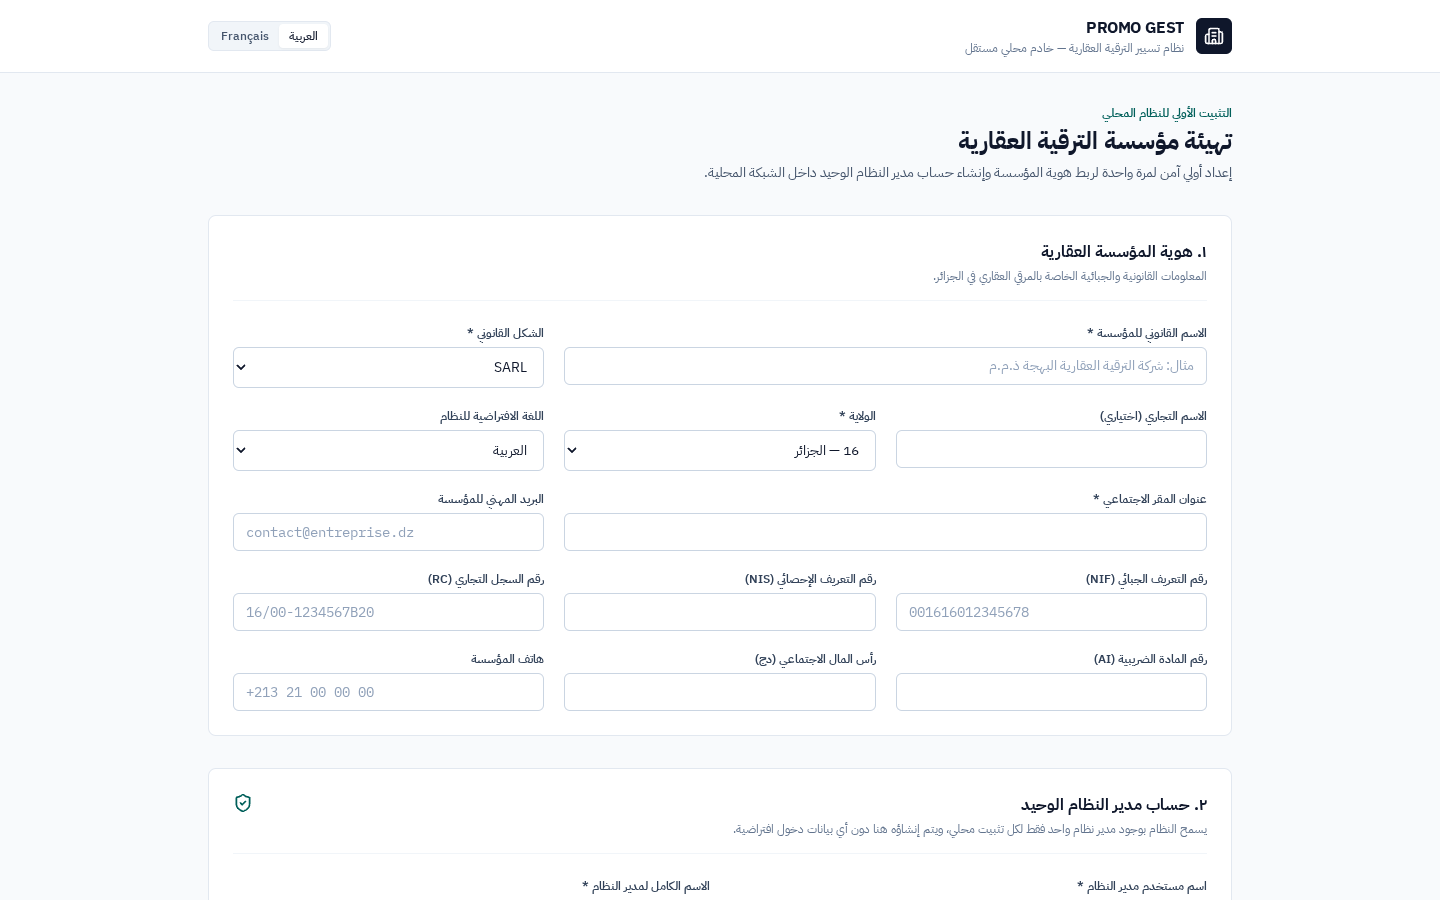 PROMO GEST
نظام تسيير الترقية العقارية — خادم محلي مستقل
العربية
Français
التثبيت الأولي للنظام المحلي
تهيئة مؤسسة الترقية العقارية
إعداد أولي آمن لمرة واحدة لربط هوية المؤسسة وإنشاء حساب مدير النظام الوحيد داخل الشبكة المحلية.
١. هوية المؤسسة العقارية
المعلومات القانونية والجبائية الخاصة بالمرقي العقاري في الجزائر.
الاسم القانوني للمؤسسة *
الشكل القانوني *
مثال: شركة الترقية العقارية البهجة ذ.م.م
SARL
الاسم التجاري (اختياري)
الولاية *
اللغة الافتراضية للنظام
16 — الجزائر
العربية
عنوان المقر الاجتماعي *
البريد المهني للمؤسسة
contact@entreprise.dz
رقم التعريف الجبائي (NIF)
رقم التعريف الإحصائي (NIS)
رقم السجل التجاري (RC)
001616012345678
16/00-1234567B20
رقم المادة الضريبية (AI)
رأس المال الاجتماعي (دج)
هاتف المؤسسة
+213 21 00 00 00
٢. حساب مدير النظام الوحيد
يسمح النظام بوجود مدير نظام واحد فقط لكل تثبيت محلي، ويتم إنشاؤه هنا دون أي بيانات دخول افتراضية.
اسم مستخدم مدير النظام *
الاسم الكامل لمدير النظام *